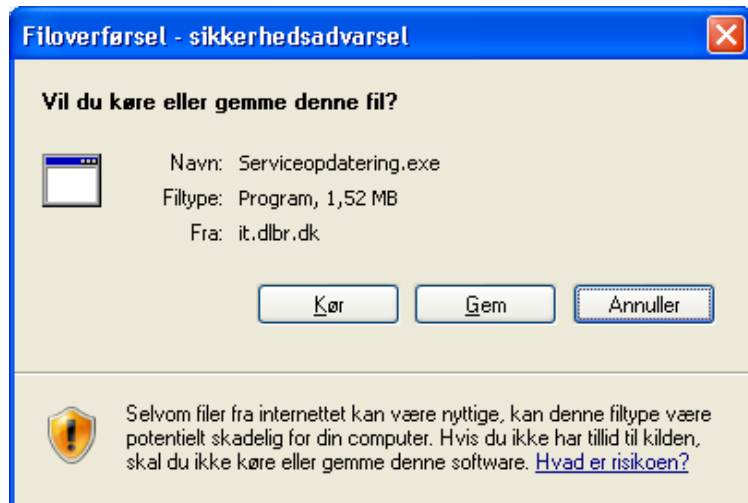 Filoverførsel - sikkerhedsadvarsel
Vil du køre eller gemme denne fil?
Navn: Serviceopdatering.exe
Filtype: Program, 1,52 MB
Fra: it.dlbr.dk
Kør Gem Annuller
Selvom filer fra internettet kan være nyttige, kan denne filtype være
potentielt skadelig for din computer. Hvis du ikke har tillid til kilden,
skal du ikke køre eller gemme denne software. Hvad er risikoen?